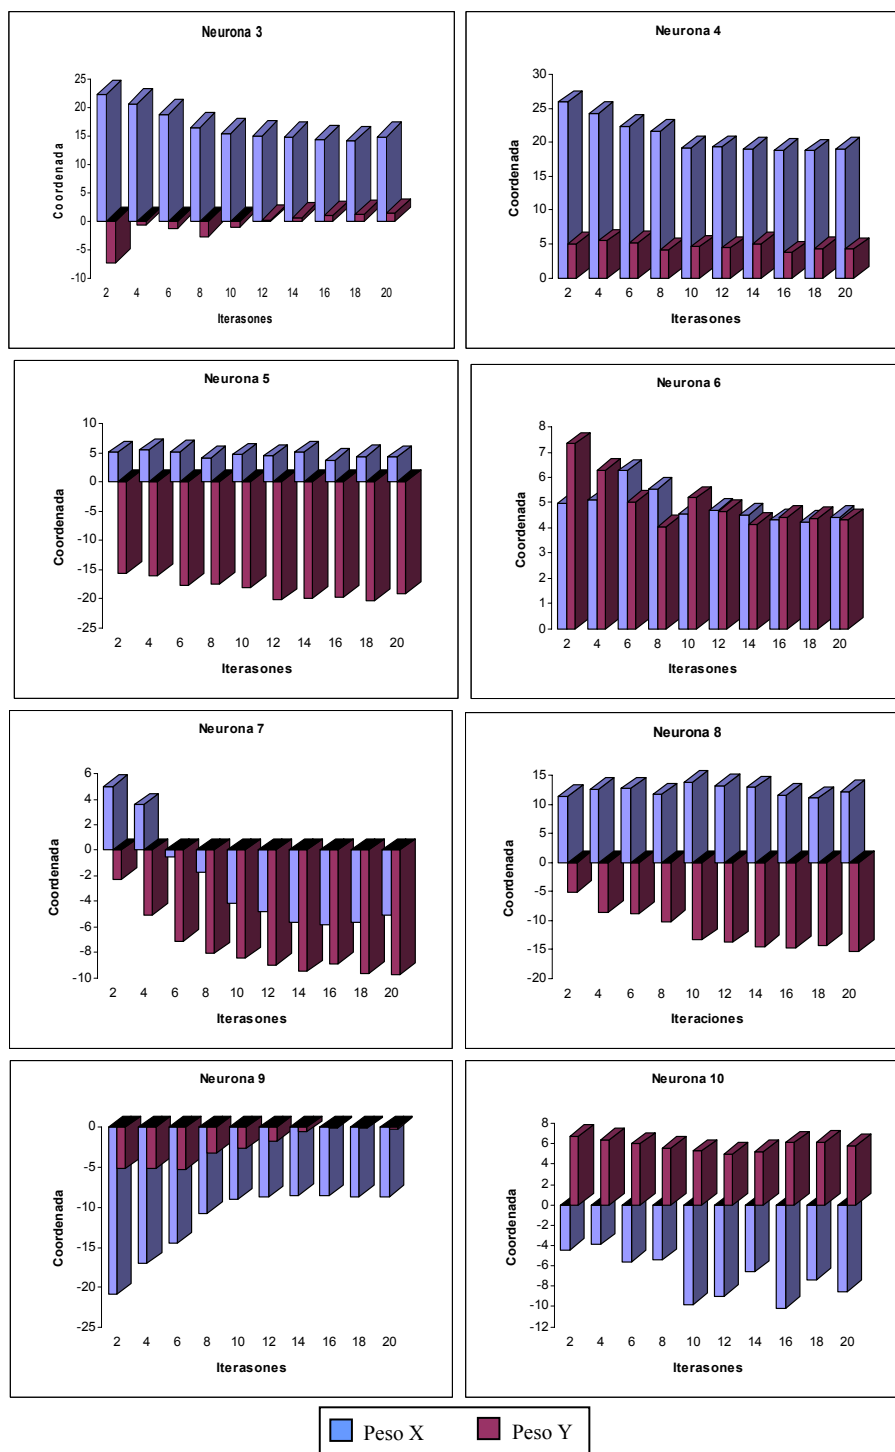 Neurona 3
25
20
15
10
5
0
-5
-10
Coordenada
2 4 6 8 10 12 14 16 18 20
Iterasones
Neurona 4
30
25
20
15
10
5
0
Coordenada
2 4 6 8 10 12 14 16 18 20
Iterasones
Neurona 5
10
5
0
-5
-10
-15
-20
-25
Coordenada
2 4 6 8 10 12 14 16 18 20
Iterasones
Neurona 6
8
7
6
5
4
3
2
1
0
Coordenada
2 4 6 8 10 12 14 16 18 20
Iterasones
Neurona 7
6
4
2
0
-2
-4
-6
-8
-10
Coordenada
2 4 6 8 10 12 14 16 18 20
Iterasones
Neurona 8
15
10
5
0
-5
-10
-15
-20
Coordenada
2 4 6 8 10 12 14 16 18 20
Iteraciones
Neurona 9
0
-5
-10
-15
-20
-25
Coordenada
2 4 6 8 10 12 14 16 18 20
Iterasones
Neurona 10
8
6
4
2
0
-2
-4
-6
-8
-10
-12
Coordenada
2 4 6 8 10 12 14 16 18 20
Iterasones
Peso X Peso Y